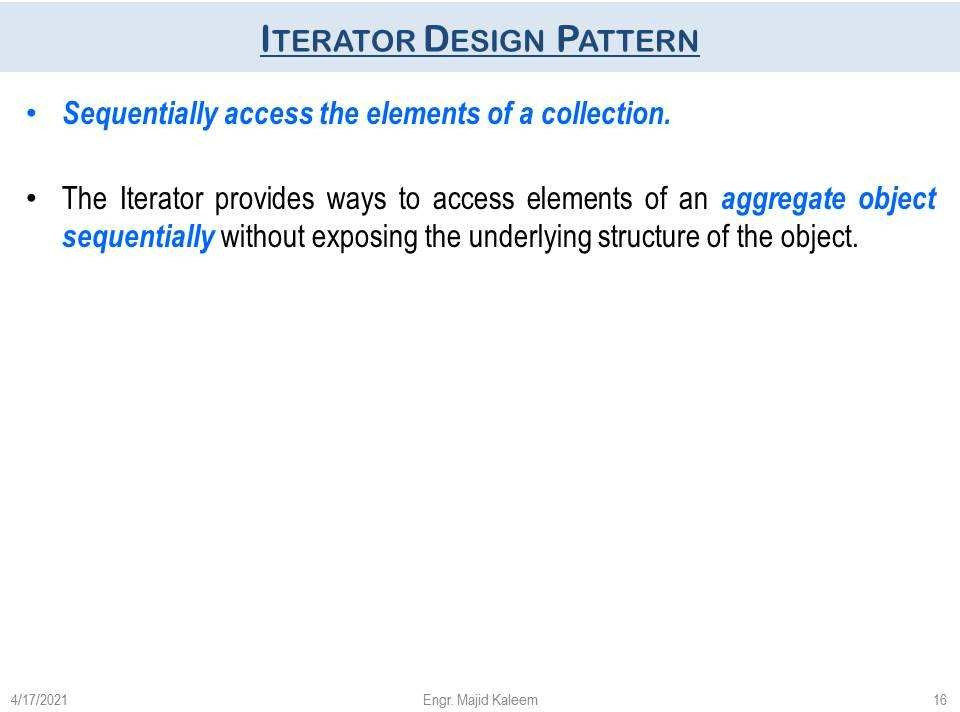 ITERATOR DESIGN PATTERN
• Sequentially access the elements of a collection.
• The Iterator provides ways to access elements of an aggregate object
sequentially without exposing the underlying structure of the object.
4/17/2021 Engr. Majid Kaleem 16